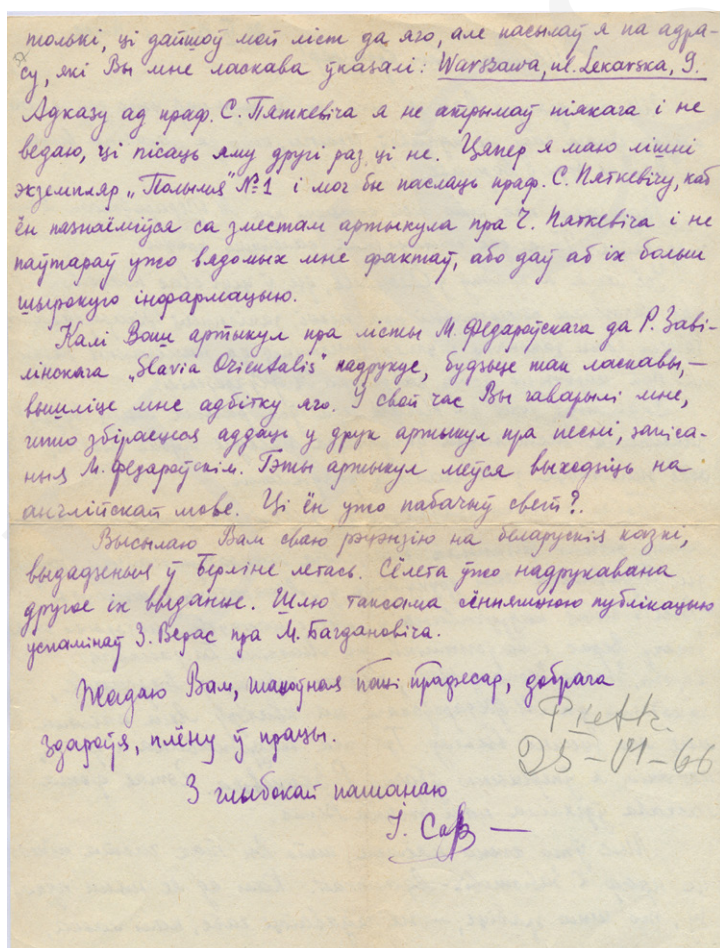 толькі, ці дайшоў мой ліст да яго, але пасылаў я па адра-
су, які Вы мне ласкава ўказалі: Warszawa, ul. Lekarska, 9.
Адказу ад праф. С. Пяткевіча я не атрымаў ніякага і не
ведаю, ці пісаць яму другі раз ці не. Цяпер я маю лішні
экземпляр „Полымя" №1 і мог бы паслаць праф. С. Пяткевічу, каб
ён пазнаёміўся са зместам артыкула пра Ч. Пяткевіча і не
паўтараў ужо вядомых мне фактаў, або даў аб іх больш
шырокую інфармацыю.
Калі Ваш артыкул пра лісты М. Федароўскага да Р. Заві-
лінскага „Slavia Orientalis" надрукуе, будзьце так ласкавы, —
вышліце мне адбітку яго. У свой час Вы гаварылі мне,
што збіраецеся аддаць у друк артыкул пра песні, запіса-
ныя М. Федароўскім. Гэты артыкул меўся выходзіць на
англійскай мове. Ці ён ужо пабачыў свет?.
Высылаю Вам сваю рэцэнзію на беларускія казкі,
выдадзеныя ў Берліне летась. Сёлета ўжо надрукавана
другое іх выданне. Шлю таксама сённяшнюю публікацыю
успамінаў З. Верас пра М. Багдановіча.
Жадаю Вам, шаноўная пані прафесар, добрага
здароўя, плёну ў працы.
25-VI-66
З глыбокай пашанаю
І. Сал